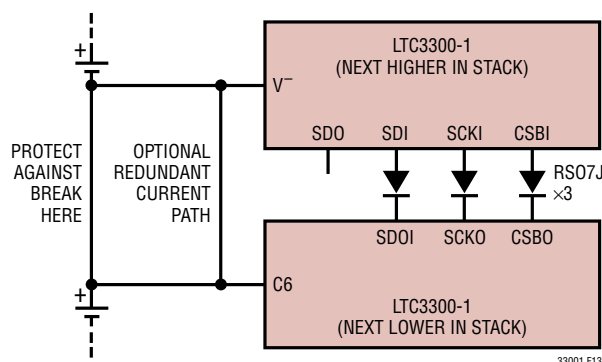 LTC3300-1
(NEXT HIGHER IN STACK)
+
V–
SDO SDI SCKI CSBI
PROTECT
AGAINST
BREAK
HERE
OPTIONAL
REDUNDANT
CURRENT
PATH
RSO7J
×3
SDOI SCKO CSBO
+
C6
LTC3300-1
(NEXT LOWER IN STACK)
33001 F13